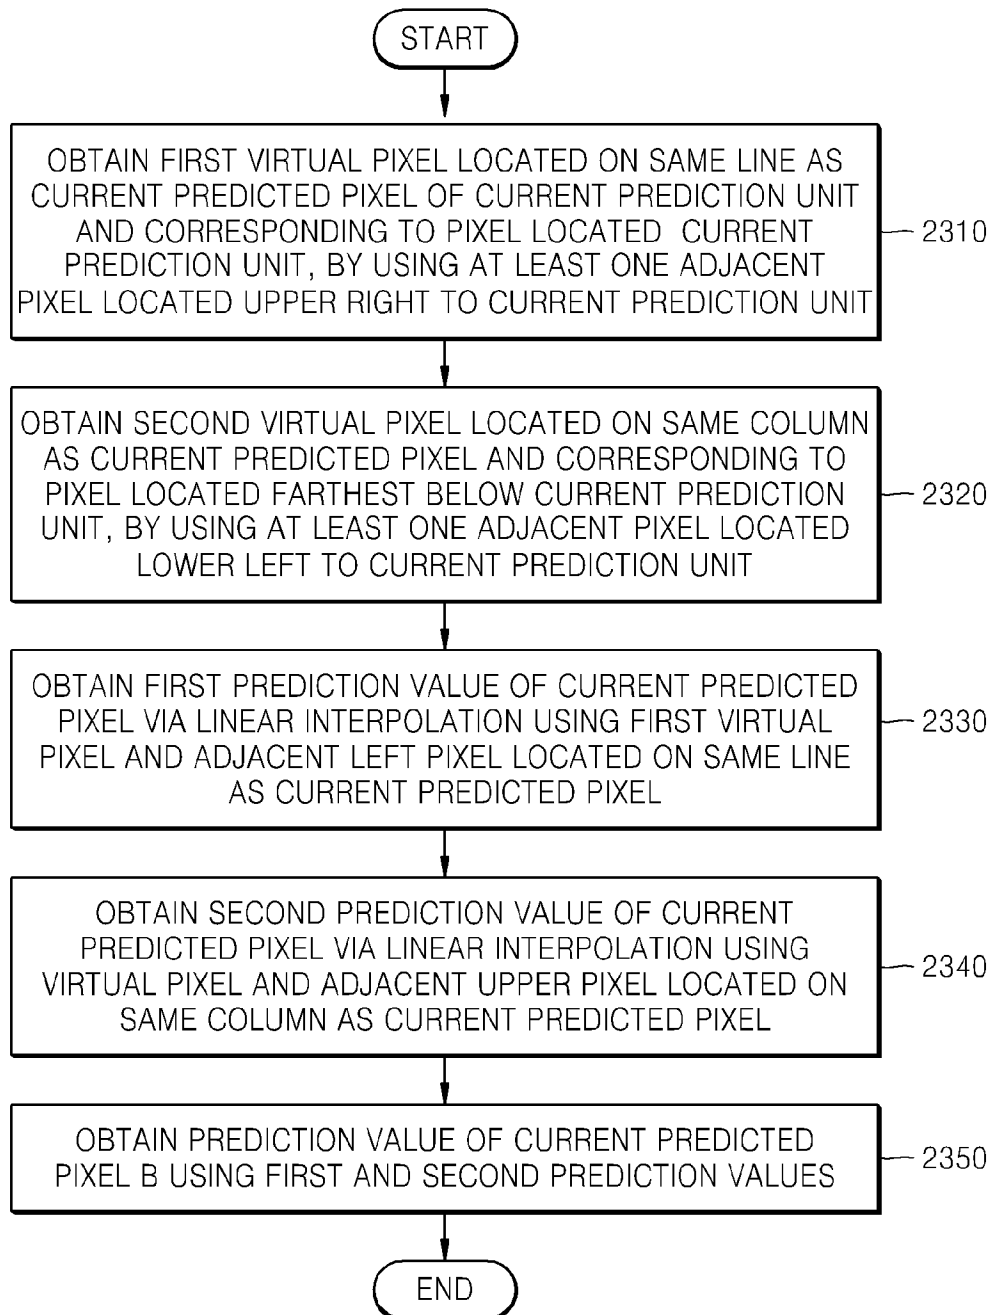 START
OBTAIN FIRST VIRTUAL PIXEL LOCATED ON SAME LINE AS
CURRENT PREDICTED PIXEL OF CURRENT PREDICTION UNIT
AND CORRESPONDING TO PIXEL LOCATED CURRENT
PREDICTION UNIT, BY USING AT LEAST ONE ADJACENT
PIXEL LOCATED UPPER RIGHT TO CURRENT PREDICTION UNIT
2310
OBTAIN SECOND VIRTUAL PIXEL LOCATED ON SAME COLUMN
AS CURRENT PREDICTED PIXEL AND CORRESPONDING TO
PIXEL LOCATED FARTHEST BELOW CURRENT PREDICTION
UNIT, BY USING AT LEAST ONE ADJACENT PIXEL LOCATED
LOWER LEFT TO CURRENT PREDICTION UNIT
2320
OBTAIN FIRST PREDICTION VALUE OF CURRENT PREDICTED
PIXEL VIA LINEAR INTERPOLATION USING FIRST VIRTUAL
PIXEL AND ADJACENT LEFT PIXEL LOCATED ON SAME LINE
AS CURRENT PREDICTED PIXEL
2330
OBTAIN SECOND PREDICTION VALUE OF CURRENT
PREDICTED PIXEL VIA LINEAR INTERPOLATION USING
VIRTUAL PIXEL AND ADJACENT UPPER PIXEL LOCATED ON
SAME COLUMN AS CURRENT PREDICTED PIXEL
2340
OBTAIN PREDICTION VALUE OF CURRENT PREDICTED
PIXEL B USING FIRST AND SECOND PREDICTION VALUES
2350
END